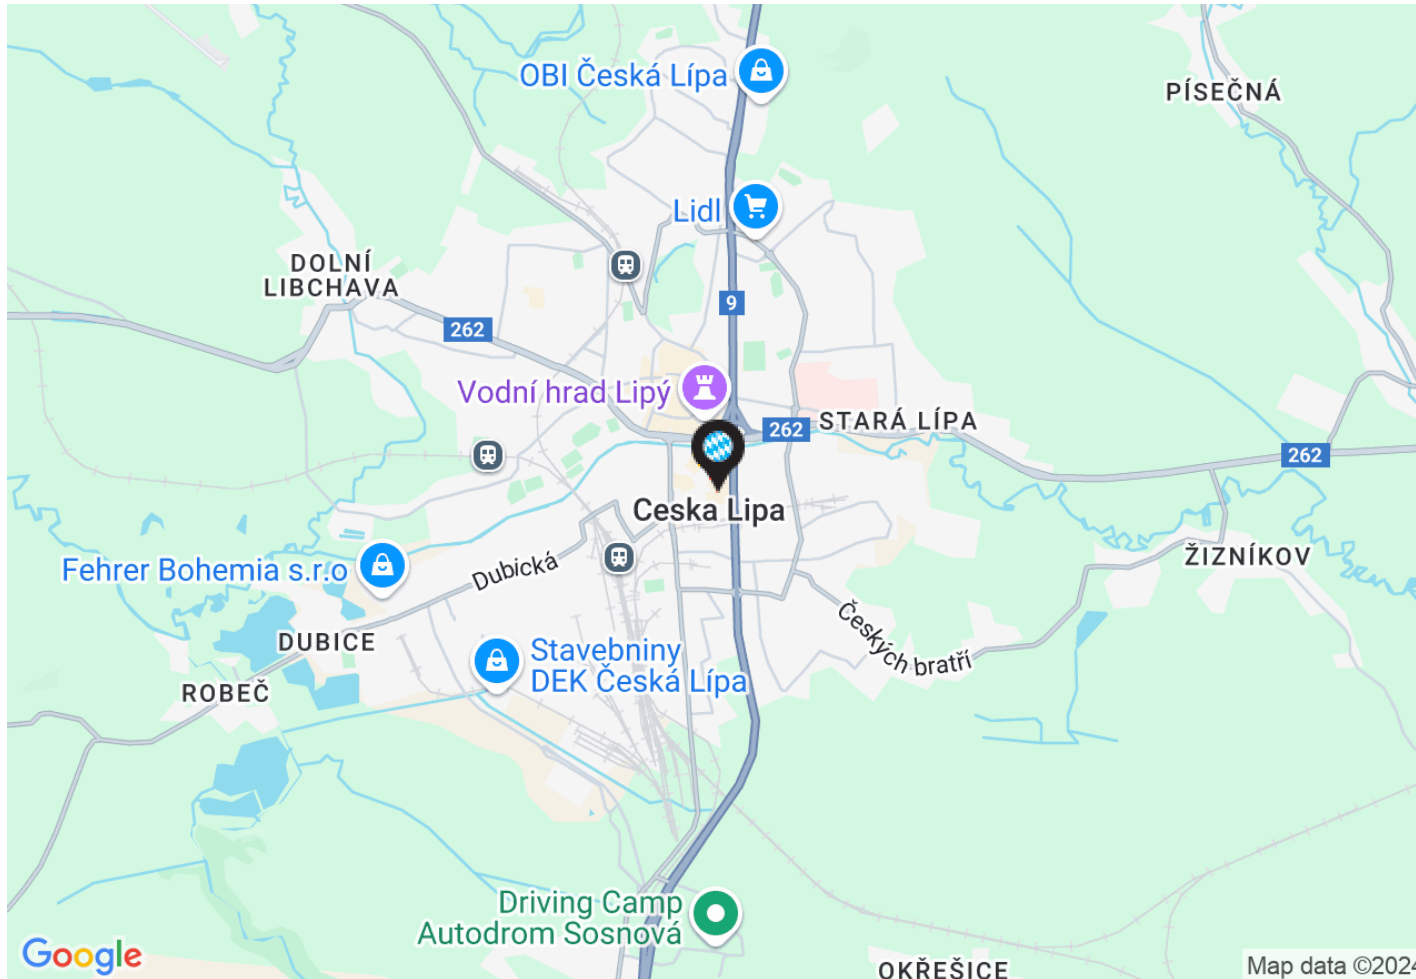 OBI Česká Lípa
PÍSEČNÁ
Lidl
DOLNÍ
LIBCHAVA
9
262
Vodní hrad Lipý
262
STARÁ LÍPA
262
Ceska Lipa
Fehrer Bohemia s.r.o
Dubická
ŽIZNÍKOV
Českých bratří
DUBICE
Stavebniny
DEK Česká Lípa
ROBEČ
Driving Camp
Autodrom Sosnová
Google
OKŘEŠICE
Map data ©2024